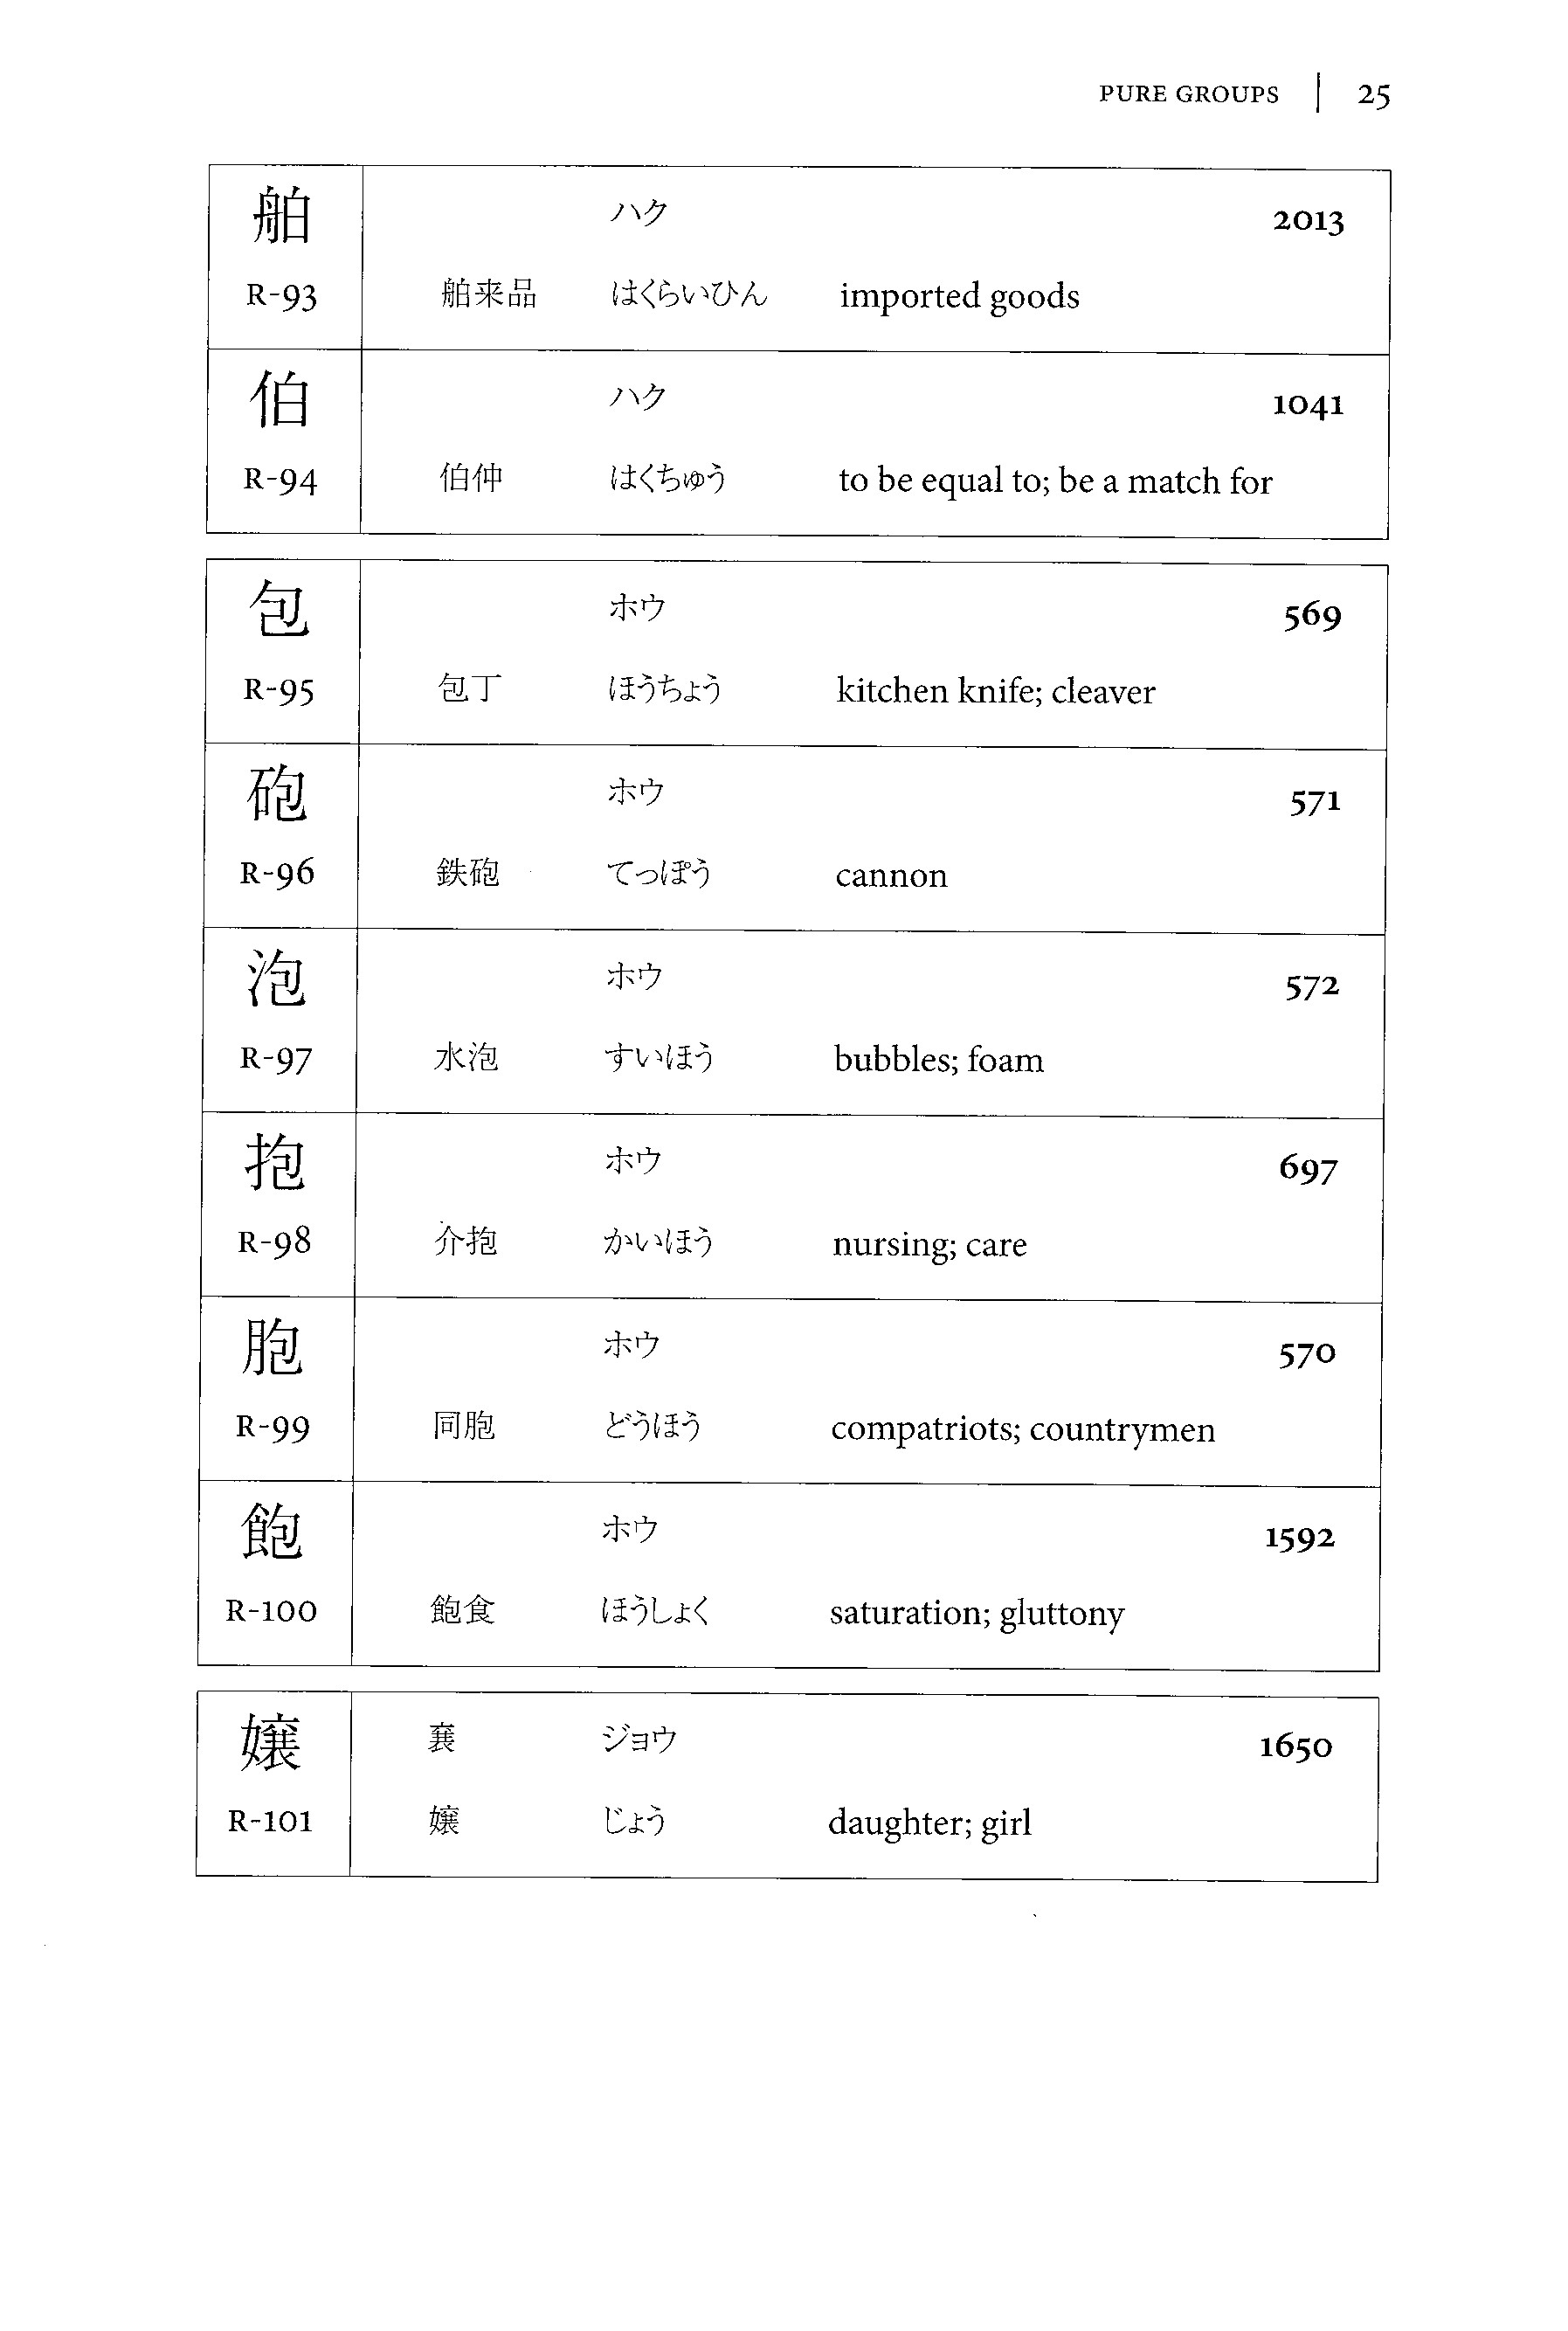 PURE GROUPS | 25
舶 ハク 2013
R-93 舶来品 はくらいひん imported goods
伯 ハク 1041
R-94 伯仲 はくちゅう to be equal to; be a match for
包 ホウ 569
R-95 包丁 ほうちょう kitchen knife; cleaver
砲 ホウ 571
R-96 鉄砲 てっぽう cannon
泡 ホウ 572
R-97 水泡 すいほう bubbles; foam
抱 ホウ 697
R-98 介抱 かいほう nursing; care
胞 ホウ 570
R-99 同胞 どうほう compatriots; countrymen
飽 ホウ 1592
R-100 飽食 ほうしょく saturation; gluttony
嬢 㐮 ジョウ 1650
R-101 嬢 じょう daughter; girl